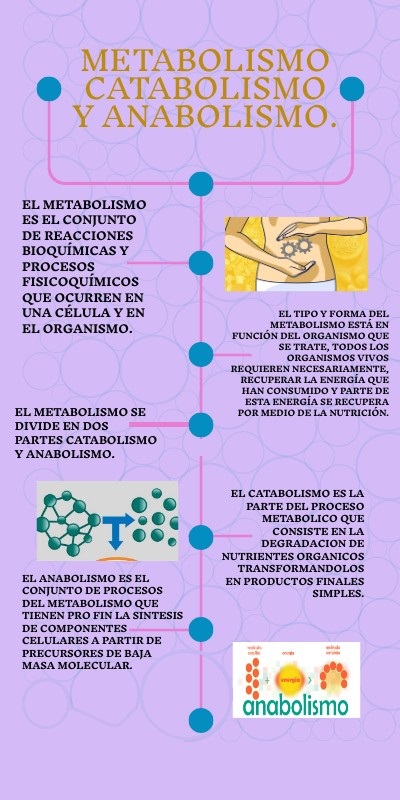 METABOLISMO
CATABOLISMO
Y ANABOLISMO.
EL METABOLISMO
ES EL CONJUNTO
DE REACCIONES
BIOQUÍMICAS Y
PROCESOS
FISICOQUÍMICOS
QUE OCURREN EN
UNA CÉLULA Y EN
EL ORGANISMO.
EL TIPO Y FORMA DEL
METABOLISMO ESTÁ EN
FUNCIÓN DEL ORGANISMO QUE
SE TRATE, TODOS LOS
ORGANISMOS VIVOS
REQUIEREN NECESARIAMENTE,
RECUPERAR LA ENERGÍA QUE
HAN CONSUMIDO Y PARTE DE
ESTA ENERGÍA SE RECUPERA
POR MEDIO DE LA NUTRICIÓN.
EL METABOLISMO SE
DIVIDE EN DOS
PARTES CATABOLISMO
Y ANABOLISMO.
EL CATABOLISMO ES LA
PARTE DEL PROCESO
METABOLICO QUE
CONSISTE EN LA
DEGRADACION DE
NUTRIENTES ORGANICOS
TRANSFORMANDOLOS
EN PRODUCTOS FINALES
SIMPLES.
EL ANABOLISMO ES EL
CONJUNTO DE PROCESOS
DEL METABOLISMO QUE
TIENEN PRO FIN LA SINTESIS
DE COMPONENTES
CELULARES A PARTIR DE
PRECURSORES DE BAJA
MASA MOLECULAR.
energía
+ energía >
anabolismo